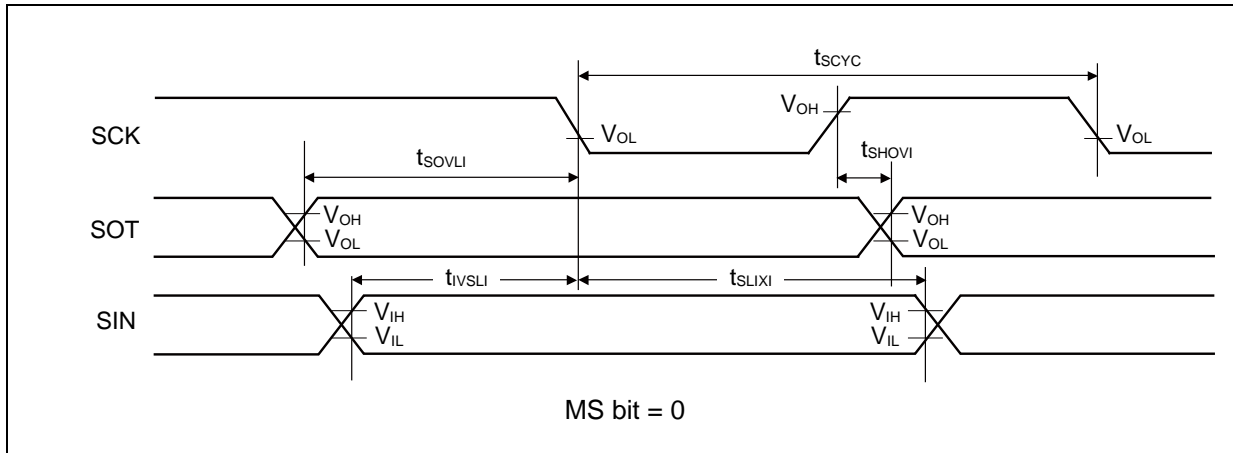 tSCYC
SCK
VOL
VOH
VOL
tSOVLI
tSHOVI
SOT
VOH
VOL
VOH
VOL
tIVSLI
tSLIXI
SIN
VIH
VIL
VIH
VIL
MS bit = 0